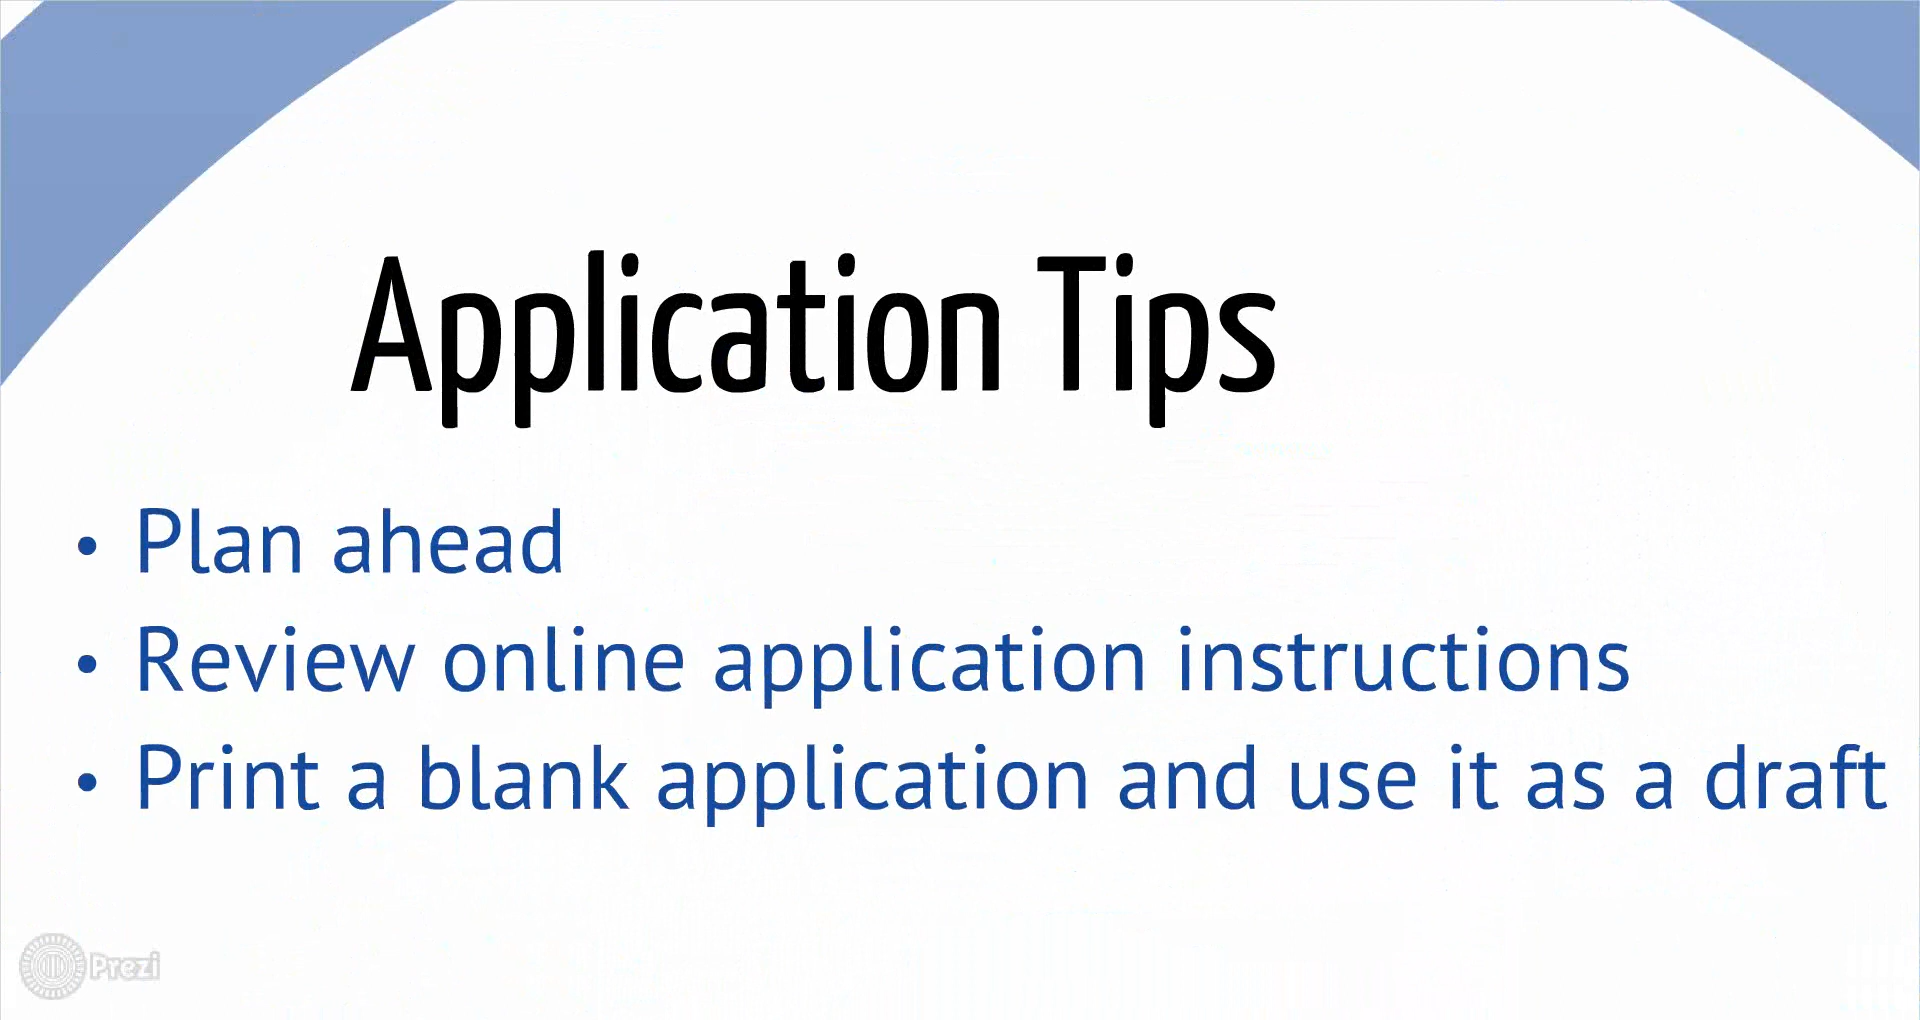 Application Tips
• Plan ahead
• Review online application instructions
• Print a blank application and use it as a draft
Prezi